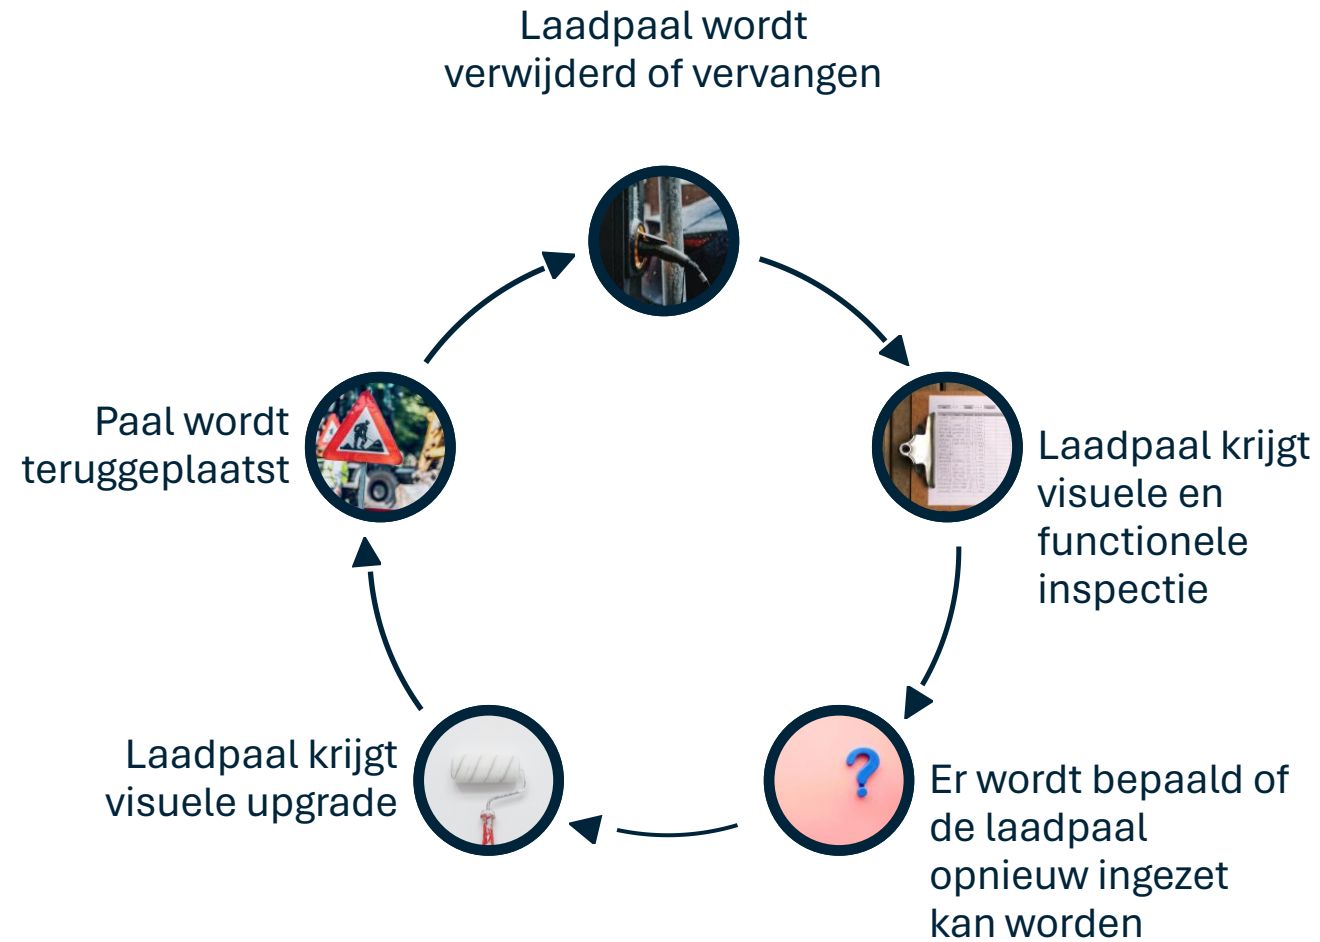 Laadpaal wordt
verwijderd of vervangen
Laadpaal krijgt
visuele en
functionele
inspectie
Er wordt bepaald of
de laadpaal
opnieuw ingezet
kan worden
Laadpaal krijgt
visuele upgrade
Paal wordt
teruggeplaatst